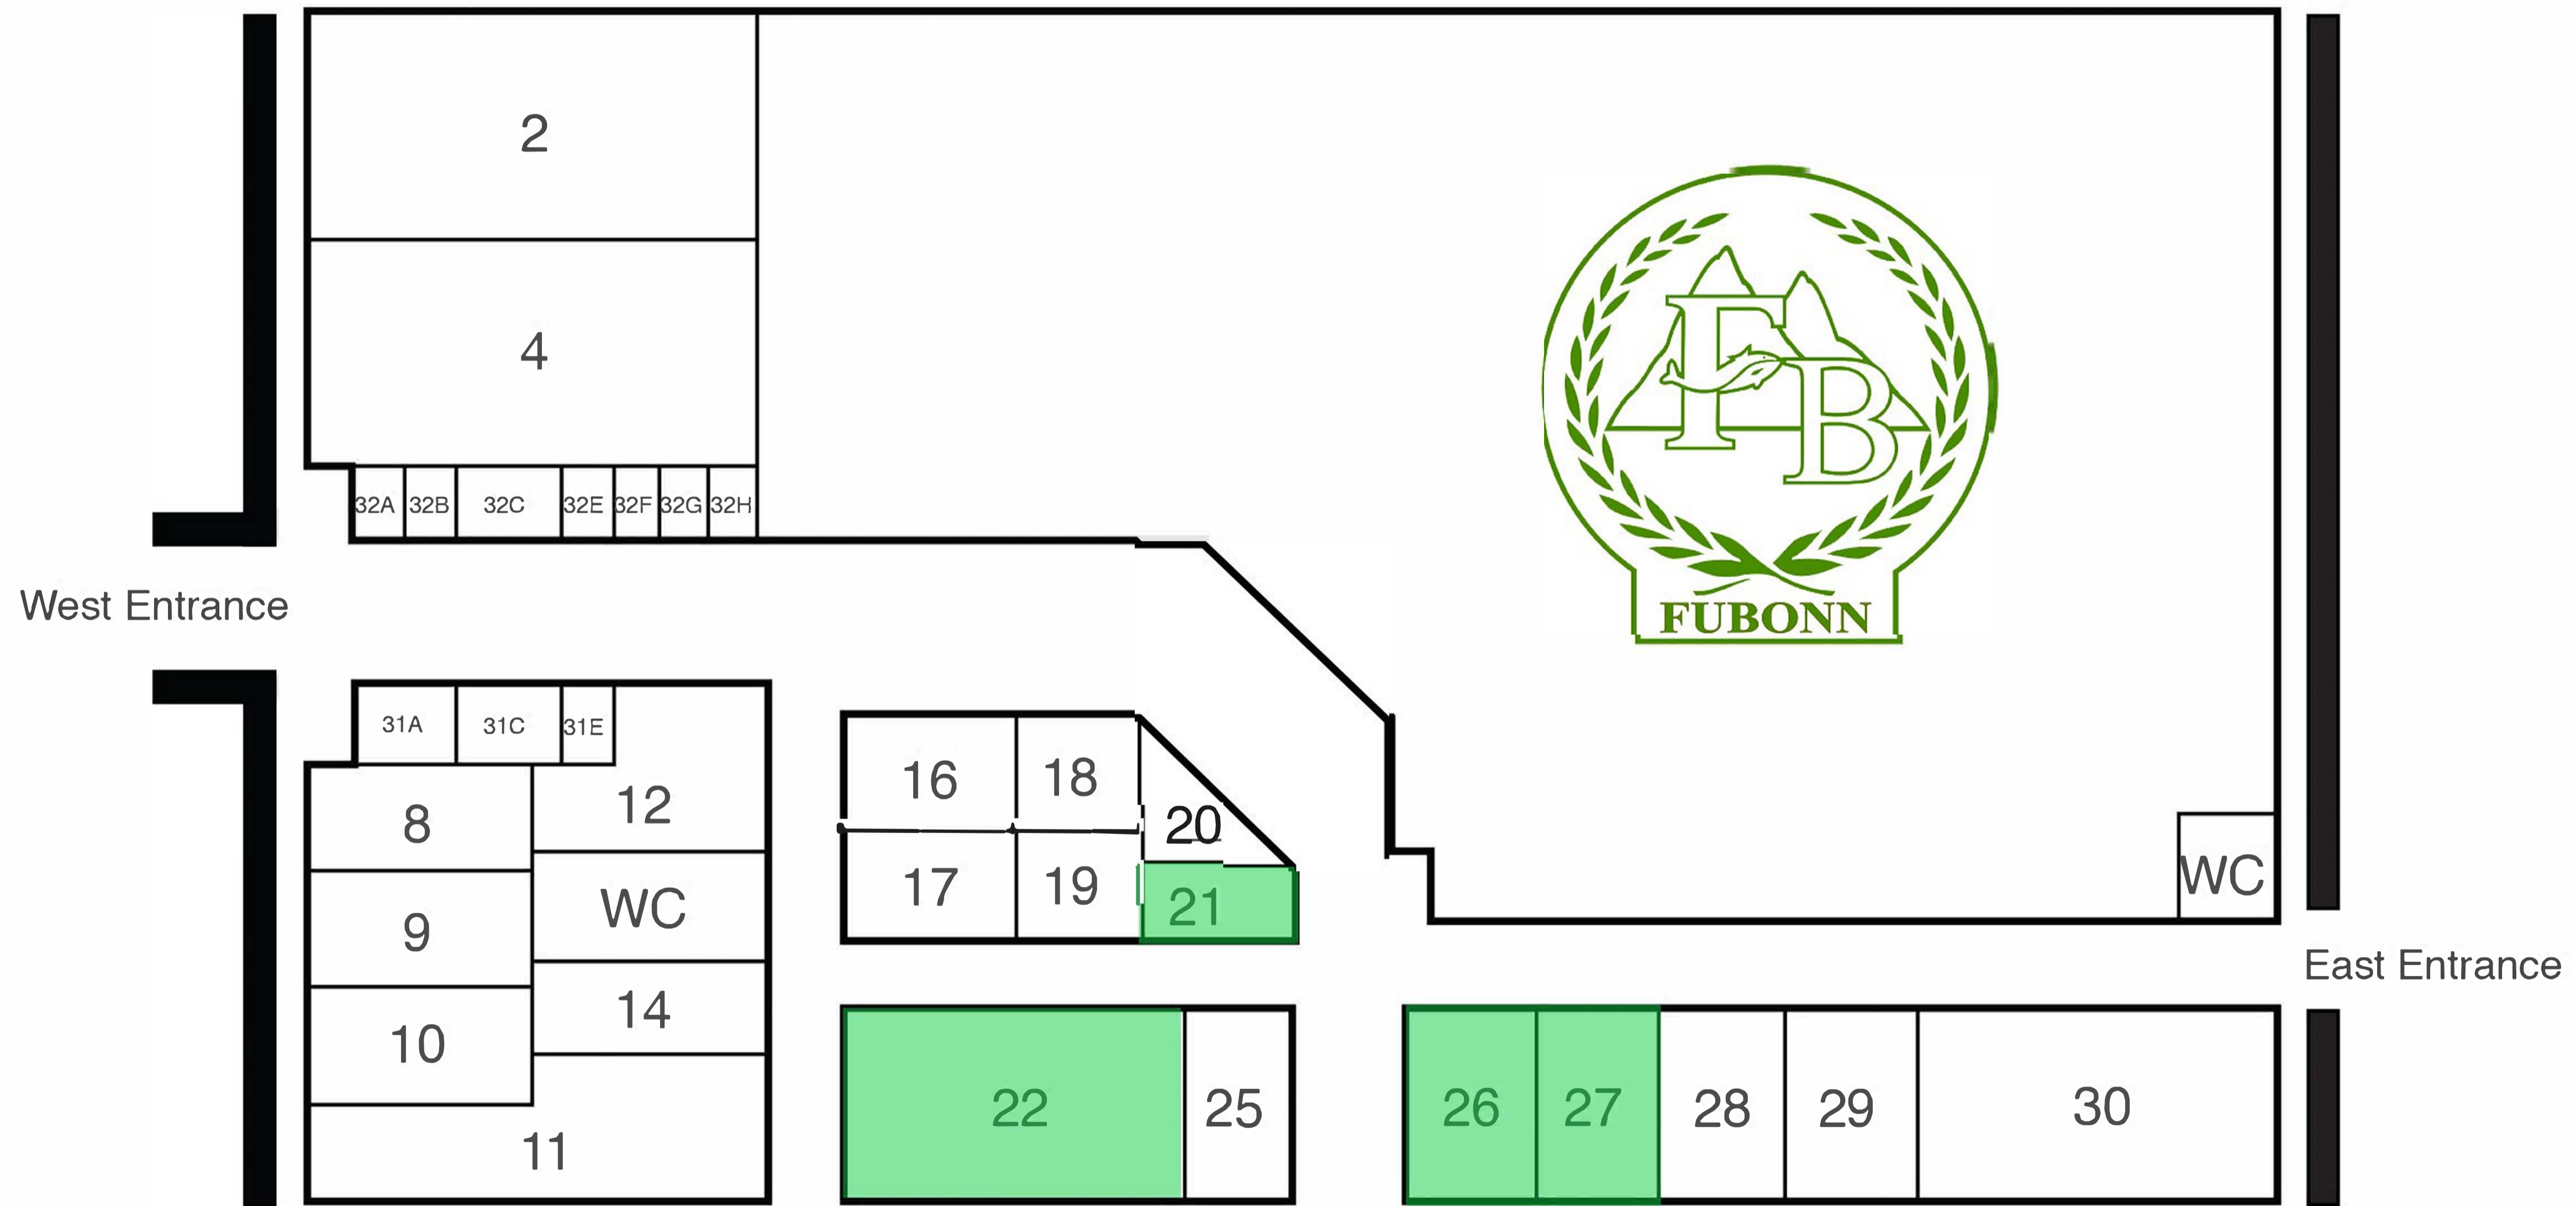 2
4
32A 32B 32C 32E 32F 32G 32H
FB
FUBONN
West Entrance
31A 31C 31E
8
12
9
WC
10
14
11
16 18
20
17 19
21
WC
East Entrance
22 25
26 27 28 29 30